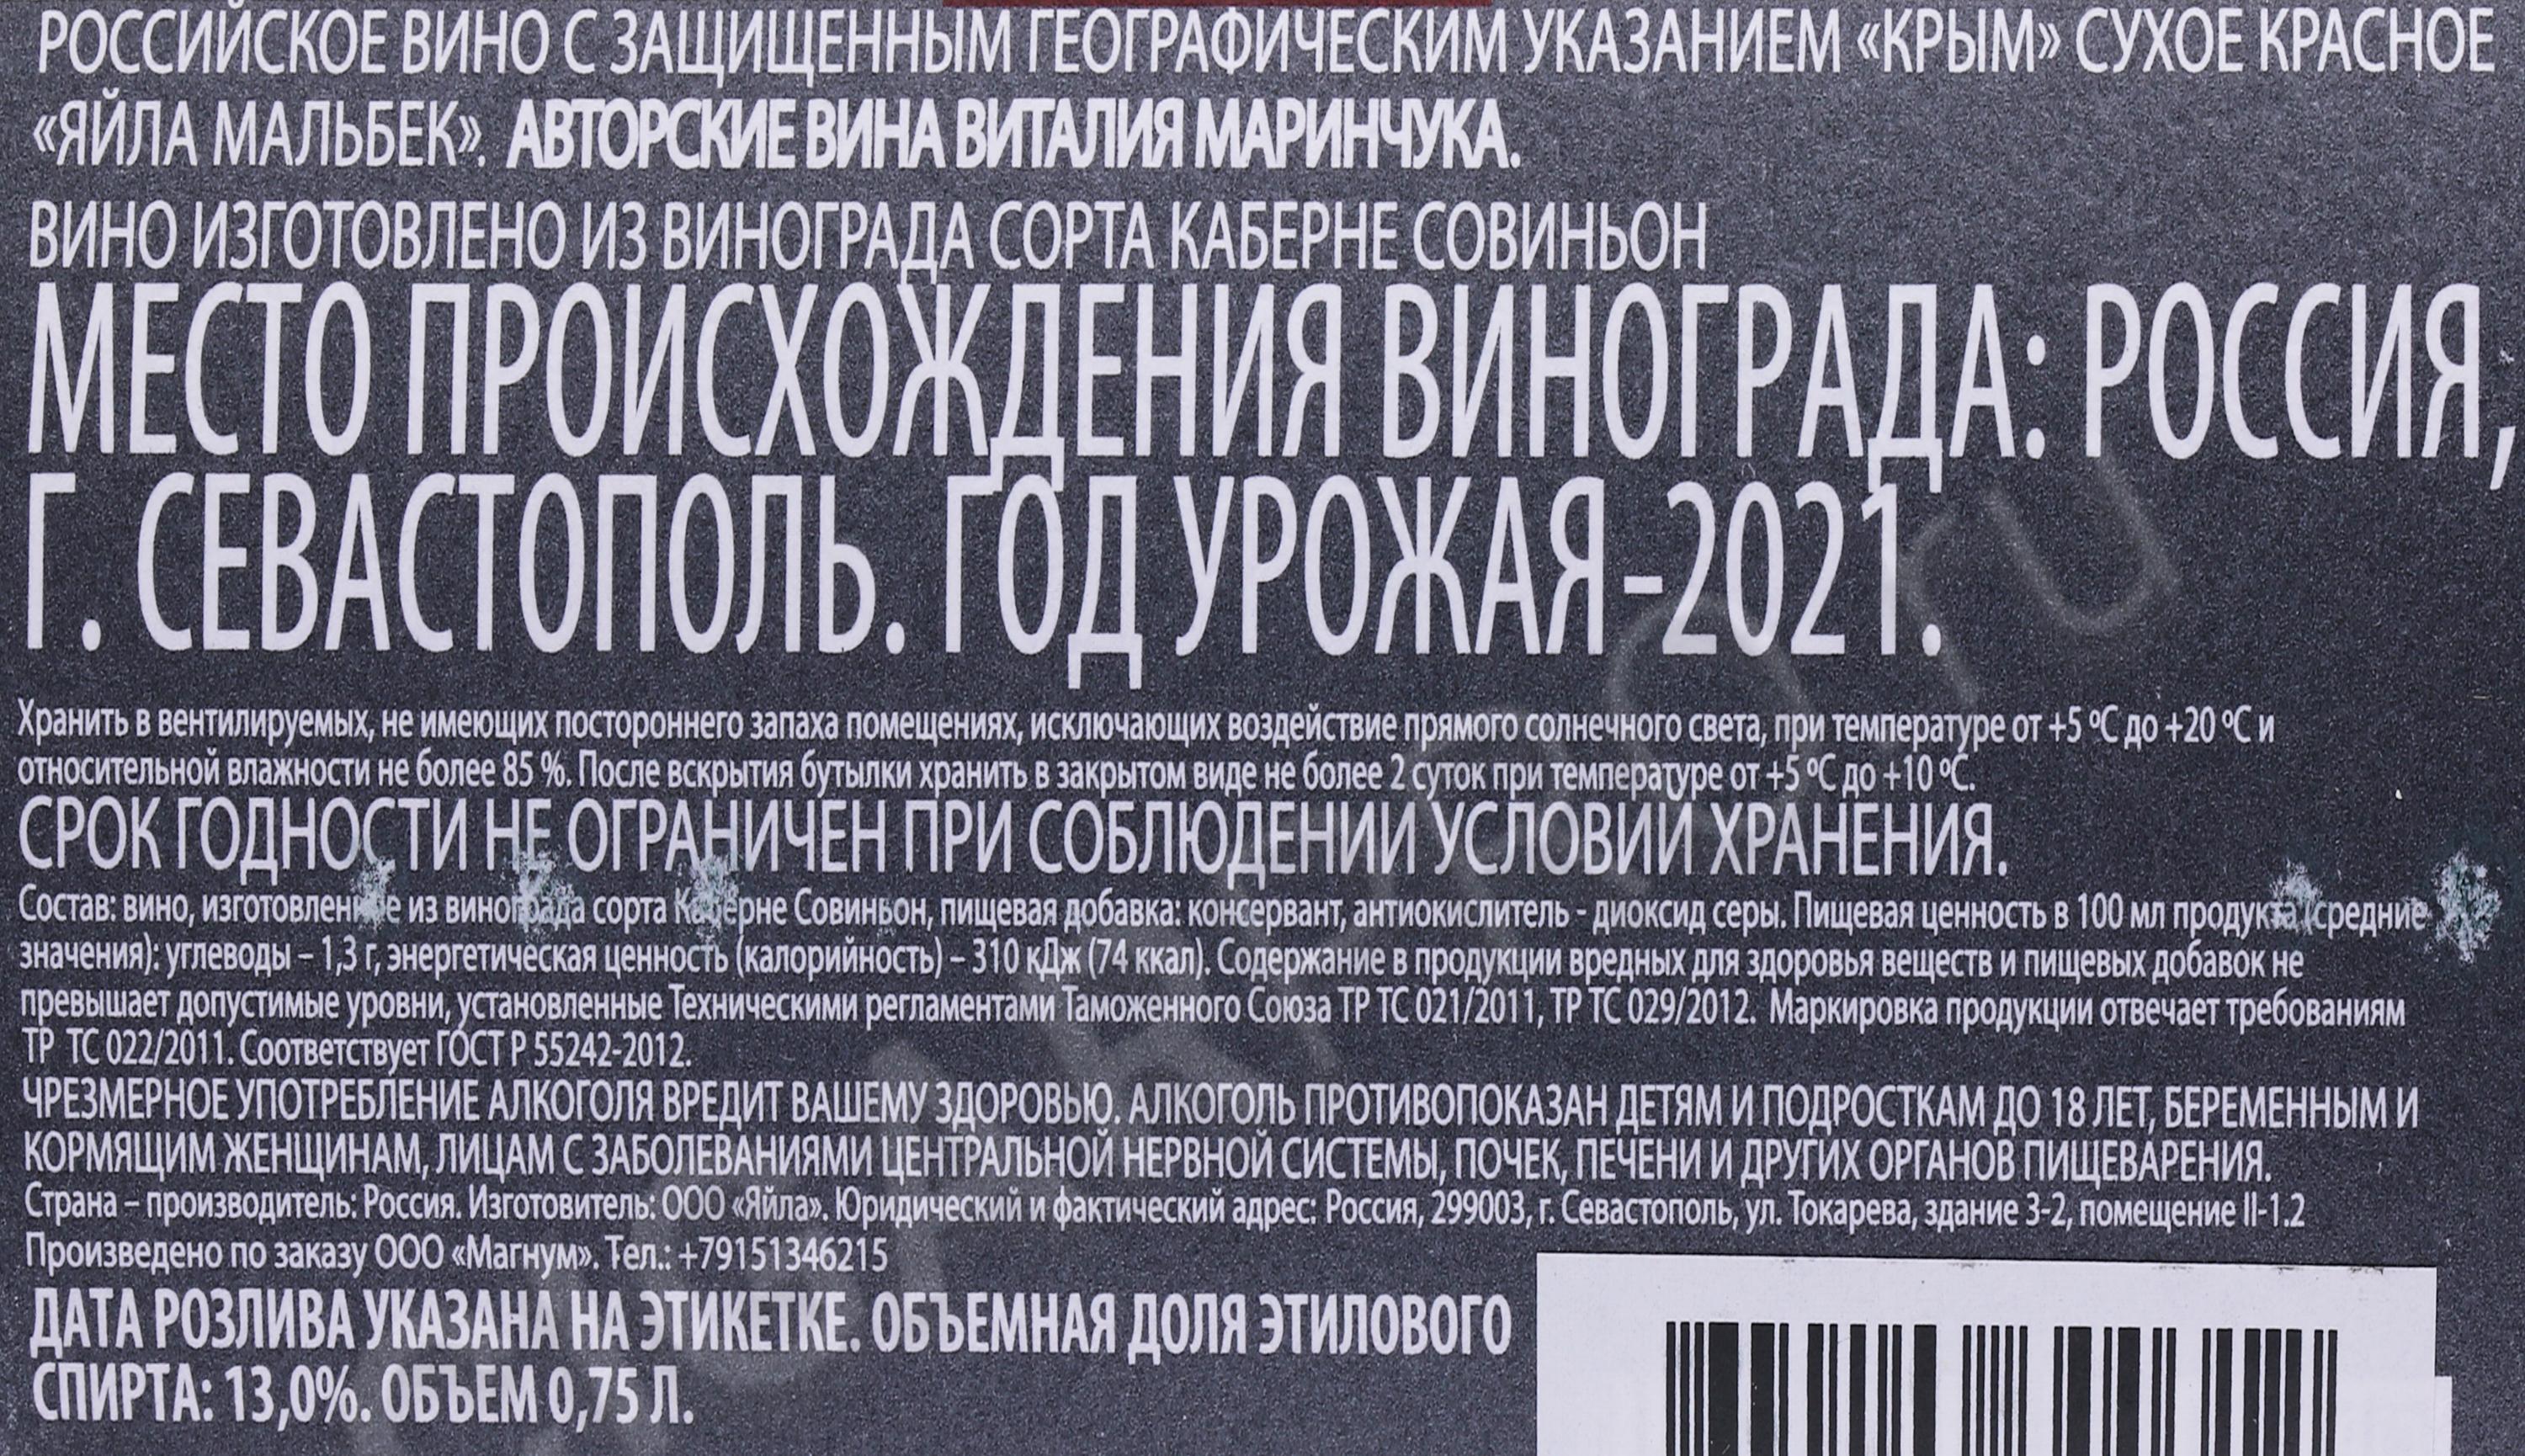 РОССИЙСКОЕ ВИНО С ЗАЩИЩЕННЫМ ГЕОГРАФИЧЕСКИМ УКАЗАНИЕМ «КРЫМ» СУХОЕ КРАСНОЕ
«ЯЙЛА МАЛЬБЕК». АВТОРСКИЕ ВИНА ВИТАЛИЯ МАРИНЧУКА.
ВИНО ИЗГОТОВЛЕНО ИЗ ВИНОГРАДА СОРТА КАБЕРНЕ СОВИНЬОН
МЕСТО ПРОИСХОЖДЕНИЯ ВИНОГРАДА: РОССИЯ,
Г. СЕВАСТОПОЛЬ. ГОД УРОЖАЯ -2021.
Хранить в вентилируемых, не имеющих постороннего запаха помещениях, исключающих воздействие прямого солнечного света, при температуре от +5 ºС до +20 ºС и
относительной влажности не более 85 %. После вскрытия бутылки хранить в закрытом виде не более 2 суток при температуре от +5 ºС до +10 ºС.
СРОК ГОДНОСТИ НЕ ОГРАНИЧЕН ПРИ СОБЛЮДЕНИИ УСЛОВИЙ ХРАНЕНИЯ.
Состав: вино, изготовленное из винограда сорта Каберне Совиньон, пищевая добавка: консервант, антиокислитель - диоксид серы. Пищевая ценность в 100 мл продукта (средние
значения): углеводы – 1,3 г, энергетическая ценность (калорийность) – 310 кДж (74 ккал). Содержание в продукции вредных для здоровья веществ и пищевых добавок не
превышает допустимые уровни, установленные Техническими регламентами Таможенного Союза ТР ТС 021/2011, ТР ТС 029/2012. Маркировка продукции отвечает требованиям
ТР ТС 022/2011. Соответствует ГОСТ Р 55242-2012.
ЧРЕЗМЕРНОЕ УПОТРЕБЛЕНИЕ АЛКОГОЛЯ ВРЕДИТ ВАШЕМУ ЗДОРОВЬЮ. АЛКОГОЛЬ ПРОТИВОПОКАЗАН ДЕТЯМ И ПОДРОСТКАМ ДО 18 ЛЕТ, БЕРЕМЕННЫМ И
КОРМЯЩИМ ЖЕНЩИНАМ, ЛИЦАМ С ЗАБОЛЕВАНИЯМИ ЦЕНТРАЛЬНОЙ НЕРВНОЙ СИСТЕМЫ, ПОЧЕК, ПЕЧЕНИ И ДРУГИХ ОРГАНОВ ПИЩЕВАРЕНИЯ.
Страна – производитель: Россия. Изготовитель: ООО «Яйла». Юридический и фактический адрес: Россия, 299003, г. Севастополь, ул. Токарева, здание 3-2, помещение II-1.2
Произведено по заказу ООО «Магнум». Тел.: +79151346215
ДАТА РОЗЛИВА УКАЗАНА НА ЭТИКЕТКЕ. ОБЪЕМНАЯ ДОЛЯ ЭТИЛОВОГО
СПИРТА: 13,0%. ОБЪЕМ 0,75 Л.